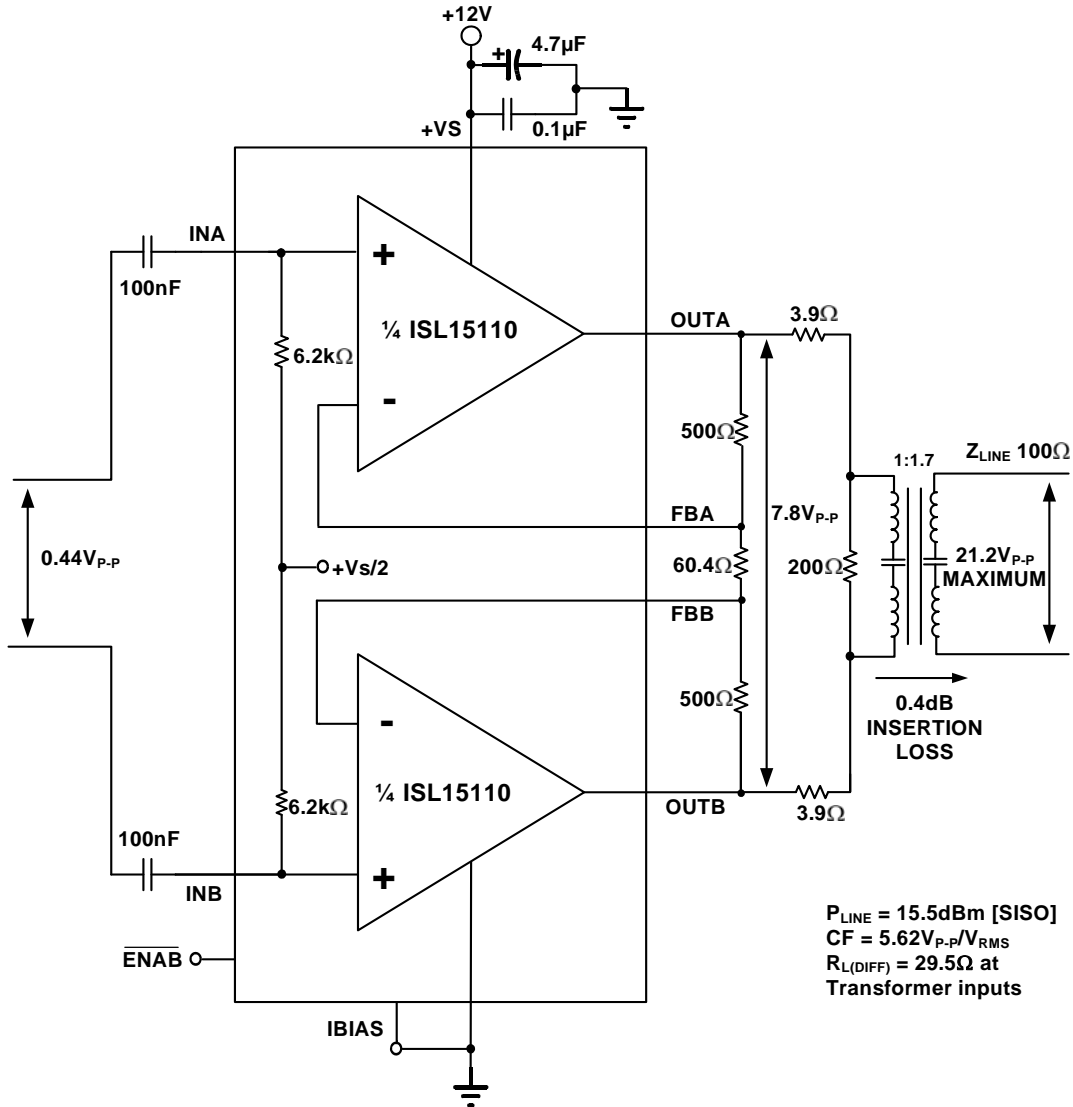 +12V
+
4.7µF
0.1µF
+VS
INA
100nF
+
¼ ISL15110
-
6.2kΩ
OUTA
3.9Ω
500Ω
1:1.7
ZLINE 100Ω
FBA
7.8VP-P
0.44VP-P
+Vs/2
60.4Ω
200Ω
21.2VP-P
MAXIMUM
FBB
500Ω
0.4dB
INSERTION
LOSS
-
¼ ISL15110
+
6.2kΩ
OUTB
3.9Ω
100nF
INB
ENAB
IBIAS
PLINE = 15.5dBm [SISO]
CF = 5.62VP-P/VRMS
RL(DIFF) = 29.5Ω at
Transformer inputs